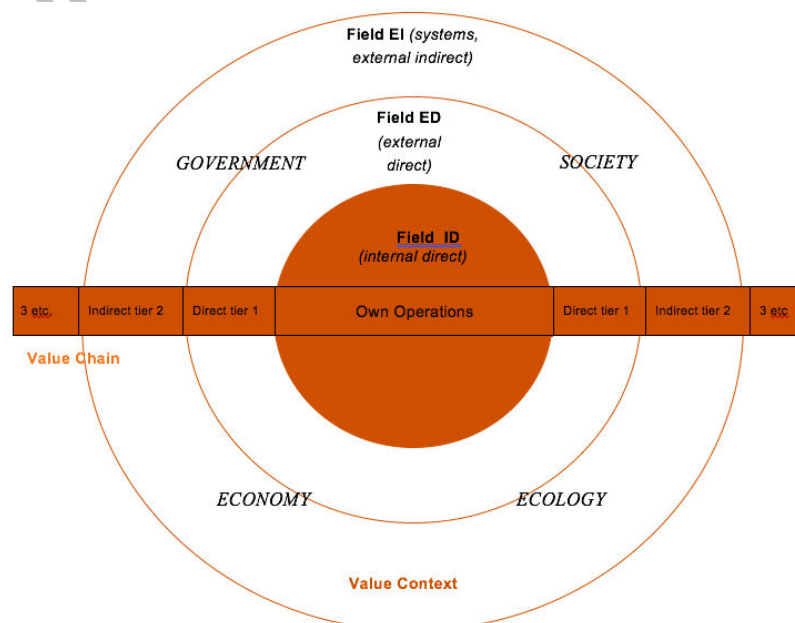 Field EI (systems,
external indirect)
Field ED
(external
direct)
GOVERNMENT
SOCIETY
Field ID
(internal direct)
3 etc,
Indirect tier 2
Direct tier 1
Own Operations
Direct tier 1
Indirect tier 2
3 etc
Value Chain
ECONOMY
ECOLOGY
Value Context